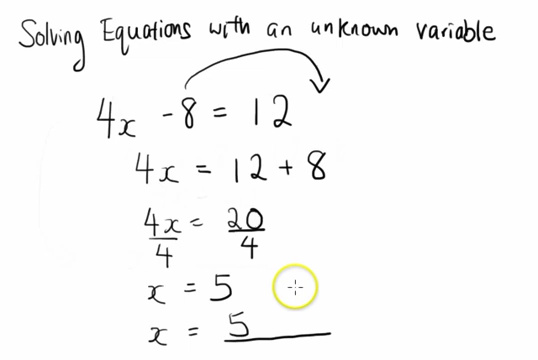 Solving Equations with an unknown variable
4x - 8 = 12
4x = 12 + 8
4x/4 = 20/4
x = 5
x = 5